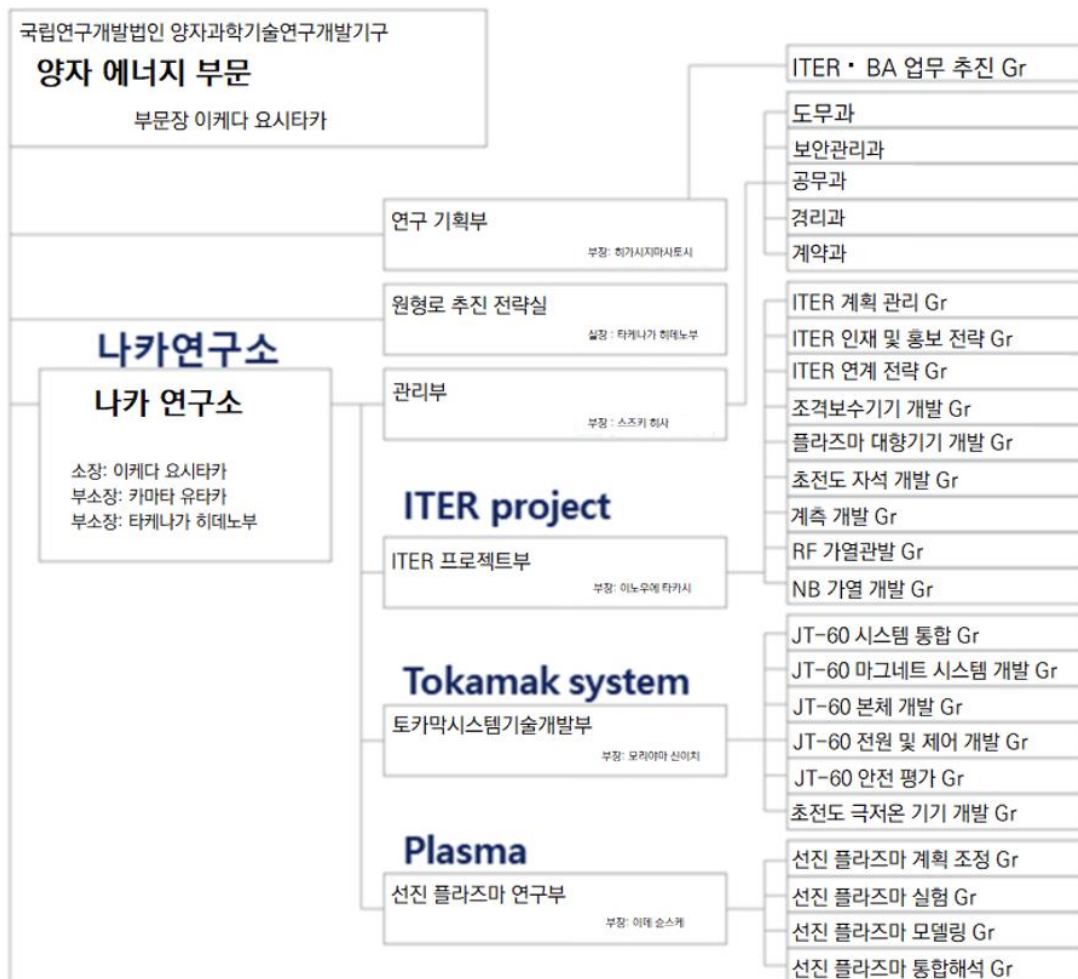 국립연구개발법인 양자과학기술연구개발기구
양자 에너지 부문
부문장 이케다 요시타카
연구 기획부
부장: 히가시지마사토시
원형로 추진 전략실
실장 : 타케나가 히데노부
나카연구소
나카 연구소
소장: 이케다 요시타카
부소장: 카마타 유타카
부소장: 타케나가 히데노부
관리부
부장 : 스즈키 히사
ITER project
ITER 프로젝트부
부장: 이노우에 타카시
Tokamak system
토카막시스템기술개발부
부장: 모리야마 신이치
Plasma
선진 플라즈마 연구부
부장: 이데 슌스케
ITER · BA 업무 추진 Gr
도무과
보안관리과
공무과
경리과
계약과
ITER 계획 관리 Gr
ITER 인재 및 홍보 전략 Gr
ITER 연계 전략 Gr
조격보수기기 개발 Gr
플라즈마 대향기기 개발 Gr
초전도 자석 개발 Gr
계측 개발 Gr
RF 가열관발 Gr
NB 가열 개발 Gr
JT-60 시스템 통합 Gr
JT-60 마그네트 시스템 개발 Gr
JT-60 본체 개발 Gr
JT-60 전원 및 제어 개발 Gr
JT-60 안전 평가 Gr
초전도 극저온 기기 개발 Gr
선진 플라즈마 계획 조정 Gr
선진 플라즈마 실험 Gr
선진 플라즈마 모델링 Gr
선진 플라즈마 통합해석 Gr